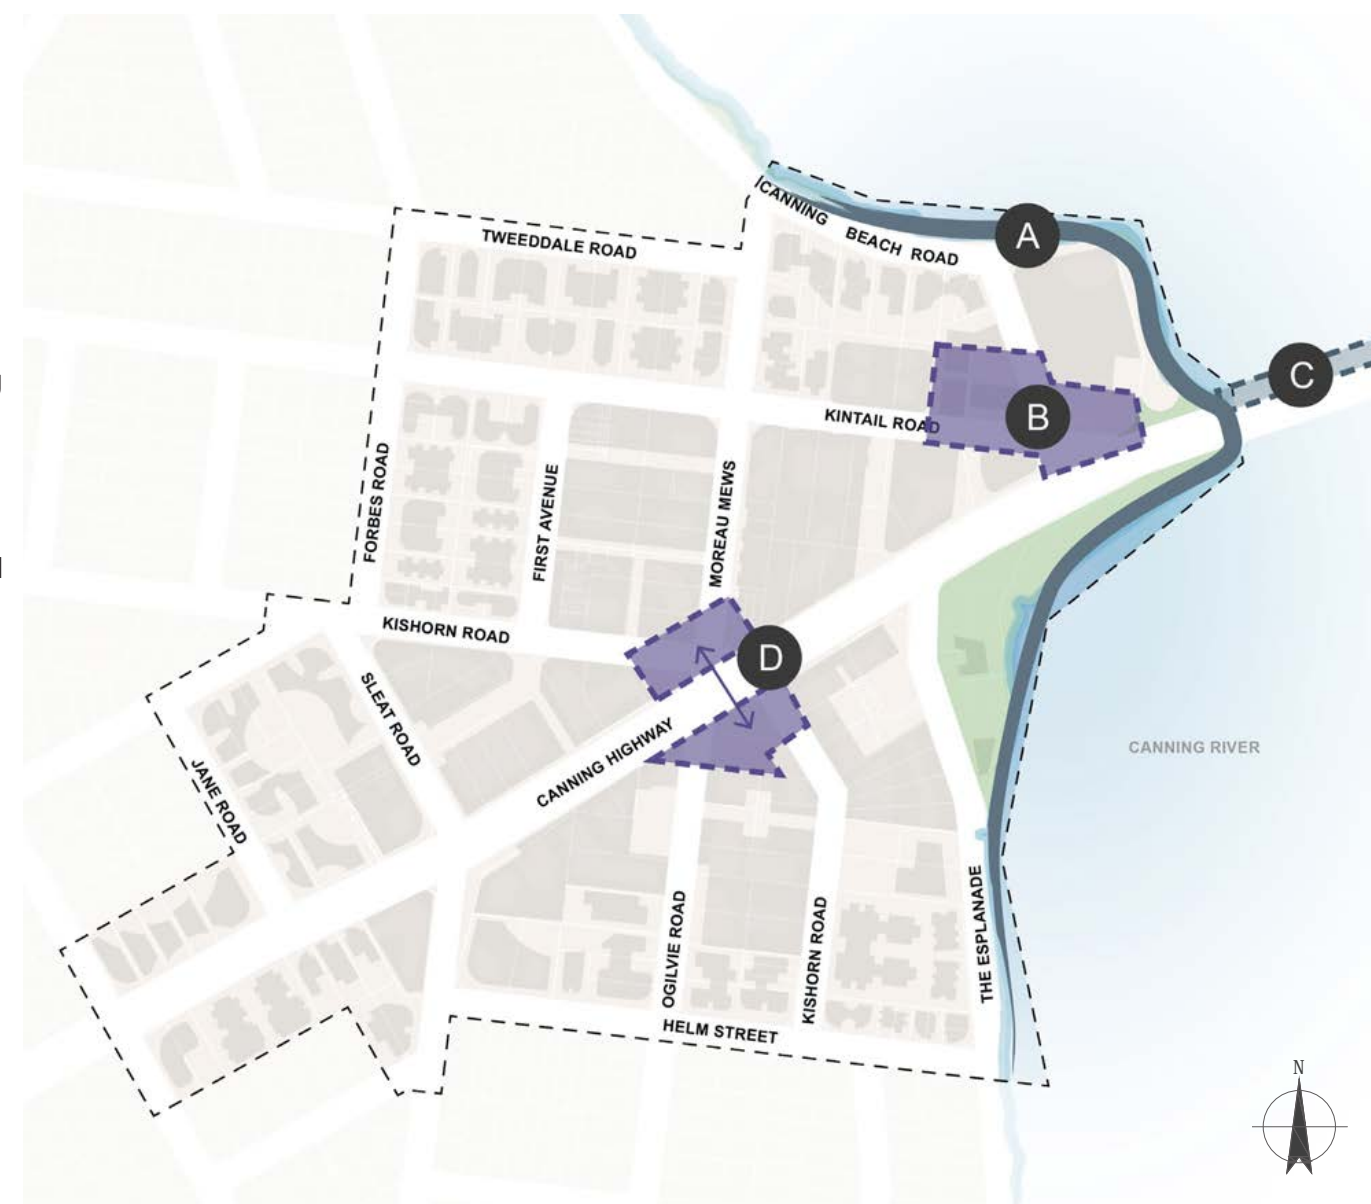 CANNING
BEACH ROAD
A
TWEEDDALE ROAD
C
B
KINTAIL ROAD
FORBES ROAD
FIRST AVENUE
MOREAU MEWS
KISHORN ROAD
D
SLEAT ROAD
CANNING HIGHWAY
CANNING RIVER
JANE ROAD
OGILVIE ROAD
KISHORN ROAD
THE ESPLANADE
HELM STREET
N